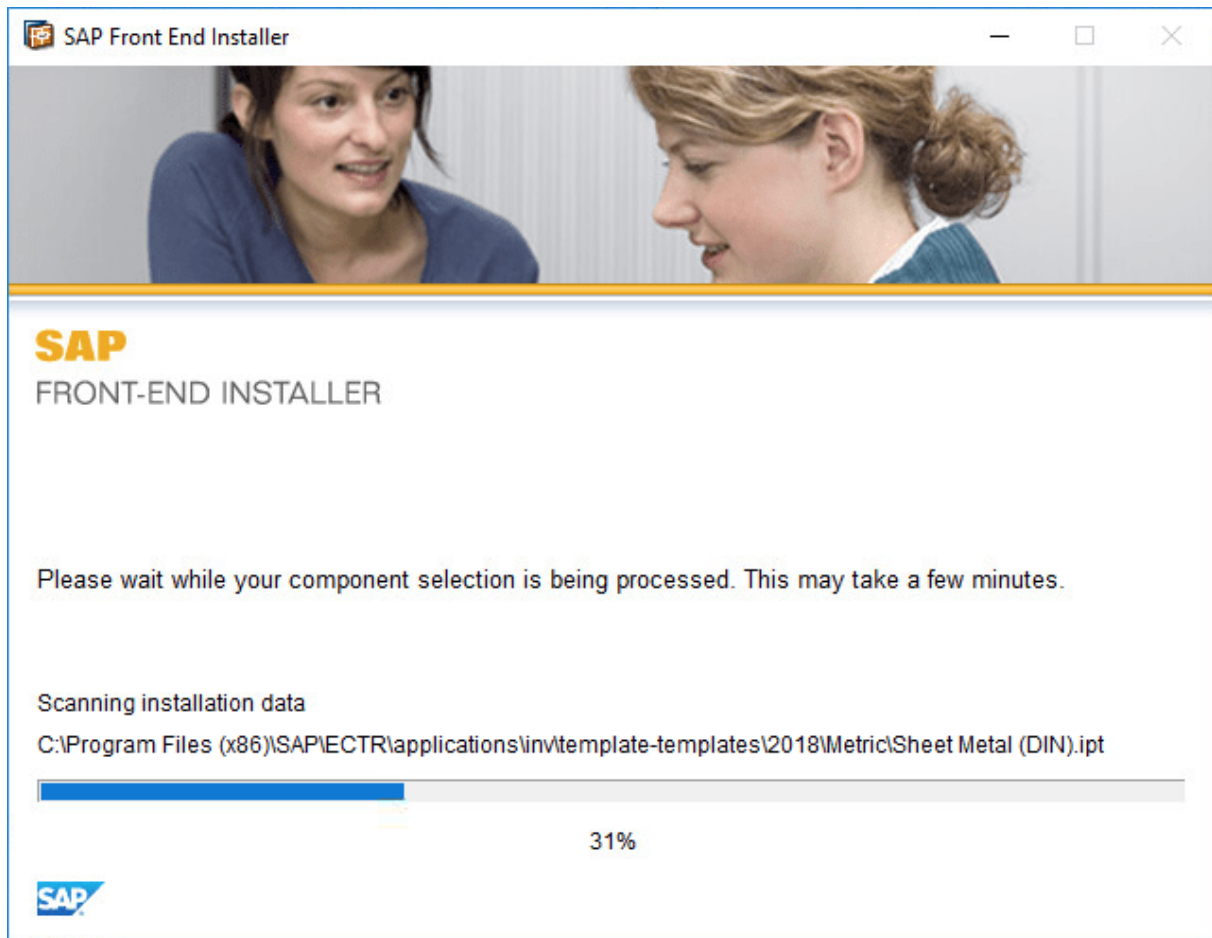 SAP Front End Installer
SAP
FRONT-END INSTALLER
Please wait while your component selection is being processed. This may take a few minutes.
Scanning installation data
C:\Program Files (x86)\SAP\ECTR\applications\inv\template-templates\2018\Metric\Sheet Metal (DIN).ipt
31%
SAP